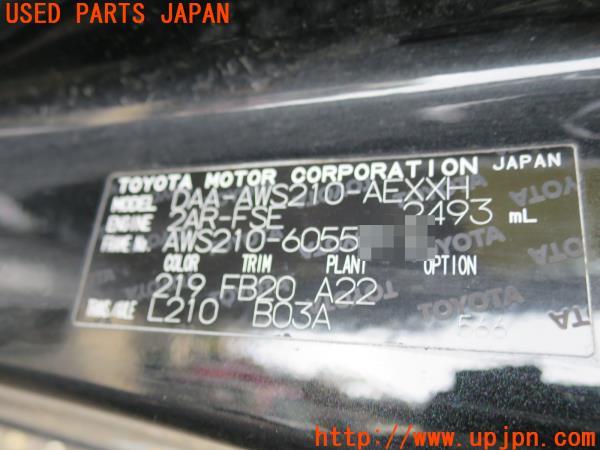 USED PARTS JAPAN
TOYOTA MOTOR CORPORATION JAPAN
MODEL DAA-AWS210-AEXXH
ENGINE 2AR-FSE 2493 mL
FRAME No. AWS210-6055
COLOR TRIM PLANT OPTION
219 FB20 A22
TRANS/AXLE L210 B03A 566
http://www.upjpn.com